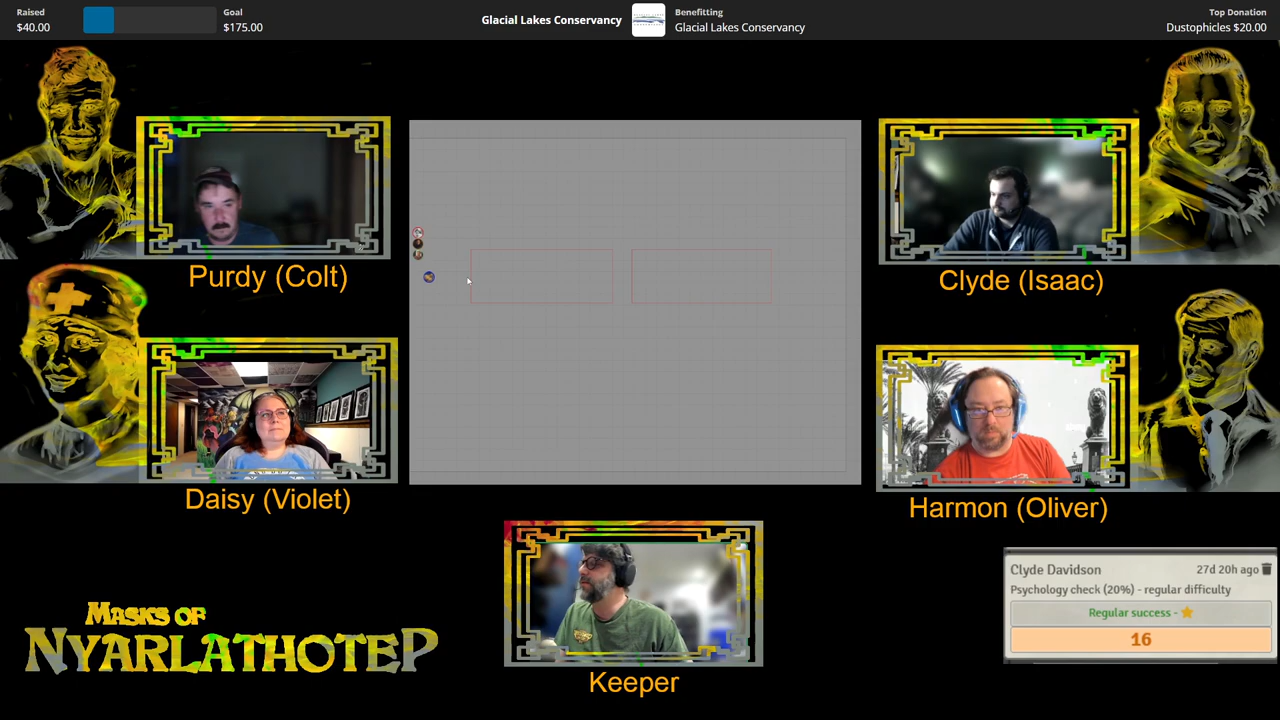 Raised
$40.00
Goal
$175.00
Glacial Lakes Conservancy
Benefitting
Glacial Lakes Conservancy
Top Donation
Dustophicles $20.00
Purdy (Colt)
Clyde (Isaac)
Daisy (Violet)
Harmon (Oliver)
Keeper
MASKS OF
NYARLATHOTEP
Clyde Davidson
27d 20h ago
Psychology check (20%) - regular difficulty
Regular success -
16